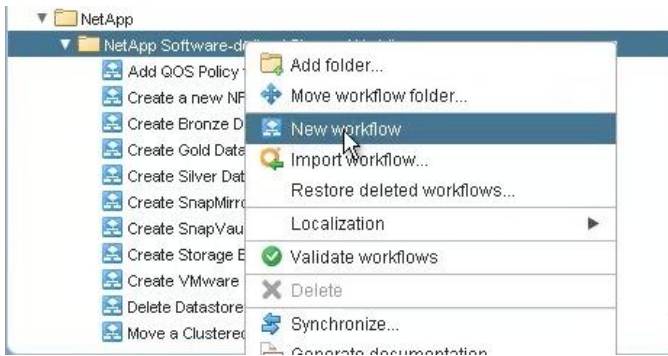 NetApp
NetApp Software-de
Add QOS Policy
Create a new NF
Create Bronze D
Create Gold Data
Create Silver Dat
Create SnapMirro
Create SnapVau
Create Storage E
Create VMware
Delete Datastore
Move a Clustered
Add folder...
Move workflow folder...
New workflow
Import workflow...
Restore deleted workflows...
Localization
Validate workflows
Delete
Synchronize...
Generate documentation